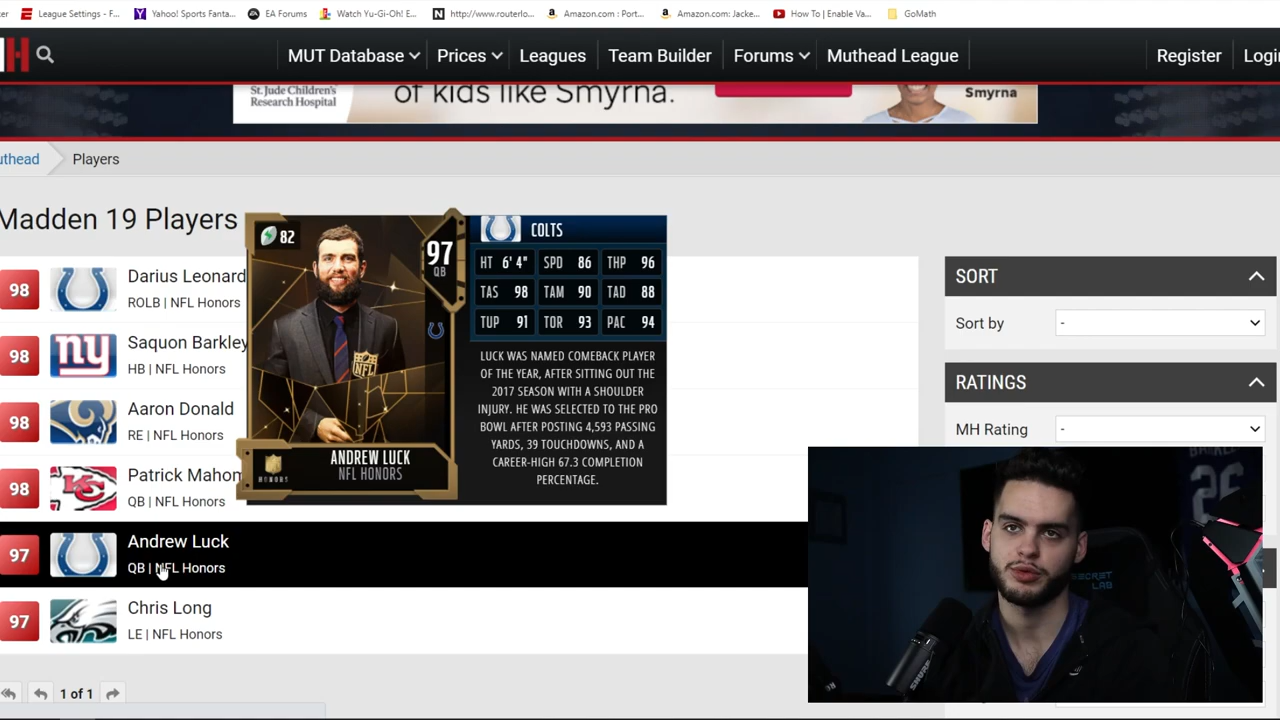 League Settings - F...
Yahoo! Sports Fanta...
EA Forums
Watch Yu-Gi-Oh! E...
http://www.routerlo...
Amazon.com : Port...
Amazon.com: Jacke...
How To | Enable Va...
GoMath
H
MUT Database
Prices
Leagues
Team Builder
Forums
Muthead League
Register
Login
St. Jude Children's
Research Hospital
of kids like Smyrna.
Smyrna
uthead
Players
Madden 19 Players
98
Darius Leonard
ROLB | NFL Honors
98
Saquon Barkley
HB | NFL Honors
98
Aaron Donald
RE | NFL Honors
98
Patrick Mahom
QB | NFL Honors
97
Andrew Luck
QB | NFL Honors
97
Chris Long
LE | NFL Honors
1 of 1
82
97
QB
NFL
HONORS
ANDREW LUCK
NFL HONORS
COLTS
HT 6' 4" SPD 86 THP 96
TAS 98 TAM 90 TAD 88
TUP 91 TOR 93 PAC 94
LUCK WAS NAMED COMEBACK PLAYER
OF THE YEAR, AFTER SITTING OUT THE
2017 SEASON WITH A SHOULDER
INJURY. HE WAS SELECTED TO THE PRO
BOWL AFTER POSTING 4,593 PASSING
YARDS, 39 TOUCHDOWNS, AND A
CAREER-HIGH 67.3 COMPLETION
PERCENTAGE.
SORT
Sort by
-
RATINGS
MH Rating
-
SECRET
LAB
SHURE